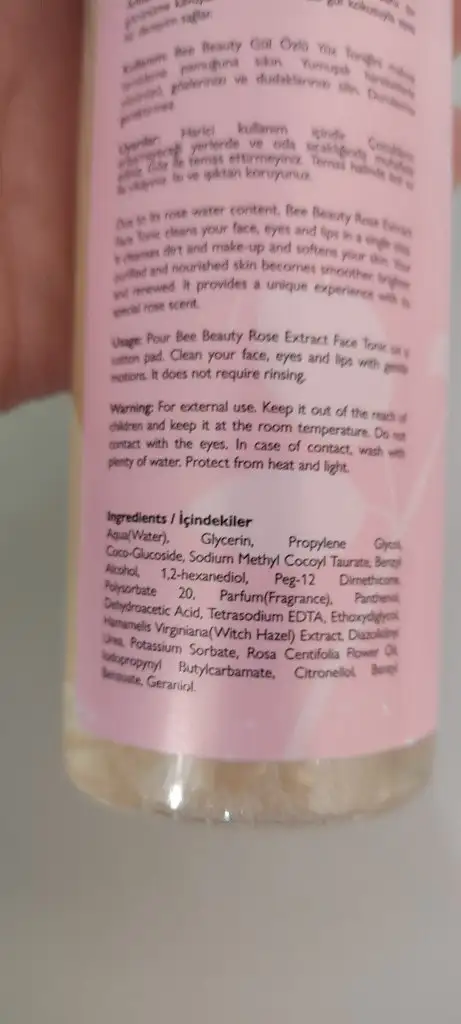 gül kokusuyla
sağlar.
Kullanım: Bee Beauty Gül Özlü Yüz Toniğini
pamuğuna sıkın. Yumuşak
gözlerinizi ve dudaklarınızı silin. Durulama
gerektirmez.
Uyarılar: Harici kullanım içindir. Çocukların
yerlerde ve oda sıcaklığında
ile temas ettirmeyiniz. Temas halinde
Isı ve ışıktan koruyunuz.
Due to its rose water content, Bee Beauty Rose Extract
Face Tonic cleans your face, eyes and lips in a single step.
It cleanses dirt and make-up and softens your skin. Your
purified and nourished skin becomes smoother brighter
and renewed. It provides a unique experience with its
special rose scent.
Usage: Pour Bee Beauty Rose Extract Face Tonic on a
cotton pad. Clean your face, eyes and lips with gentle
motions. It does not require rinsing.
Warning: For external use. Keep it out of the reach of
children and keep it at the room temperature. Do not
contact with the eyes. In case of contact, wash with
plenty of water. Protect from heat and light.
Ingredients / İçindekiler
Aqua(Water), Glycerin, Propylene Glycol,
Coco-Glucoside, Sodium Methyl Cocoyl Taurate, Benzyl
Alcohol, 1,2-hexanediol, Peg-12 Dimethicone,
Polysorbate 20, Parfum(Fragrance), Panthenol,
Dehydroacetic Acid, Tetrasodium EDTA, Ethoxydiglycol,
Hamamelis Virginiana(Witch Hazel) Extract, Diazolidinyl
Urea, Potassium Sorbate, Rosa Centifolia Flower Oil,
Iodopropynyl Butylcarbamate, Citronellol, Benzyl
Benzoate, Geraniol.